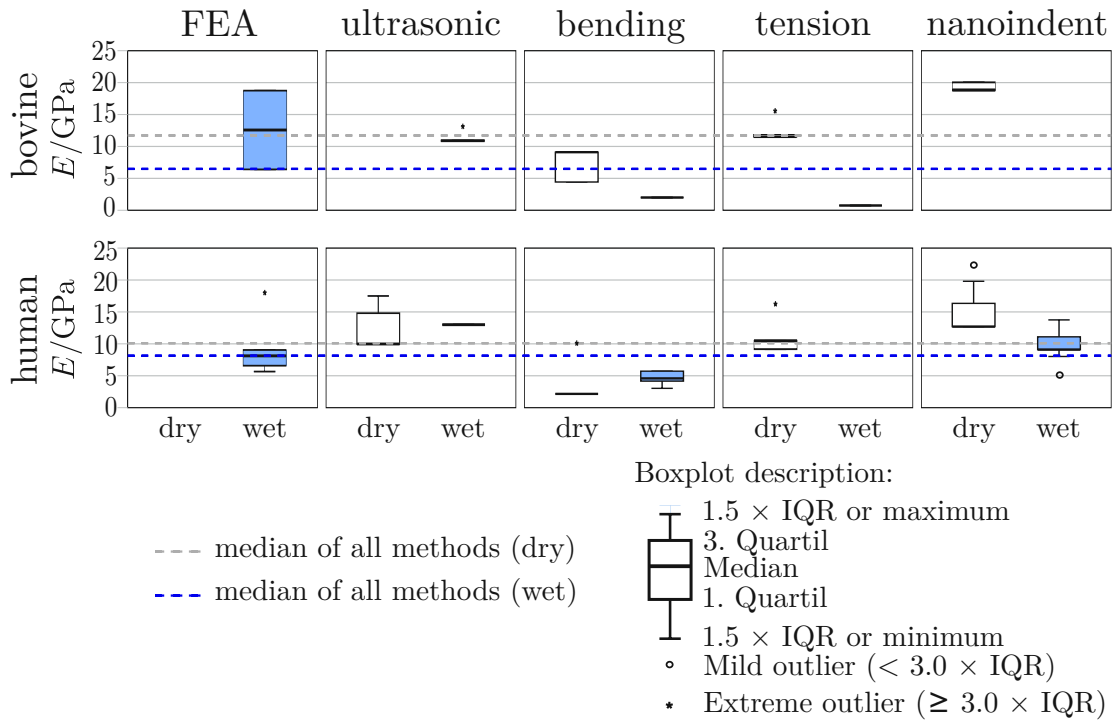 FEA ultrasonic bending tension nanoindent
bovine
E/GPa
25
20
15
10
5
0
human
E/GPa
25
20
15
10
5
0
dry wet dry wet dry wet dry wet dry wet
Boxplot description:
1.5 × IQR or maximum
3. Quartil
Median
1. Quartil
1.5 × IQR or minimum
Mild outlier (< 3.0 × IQR)
Extreme outlier (≥ 3.0 × IQR)
median of all methods (dry)
median of all methods (wet)